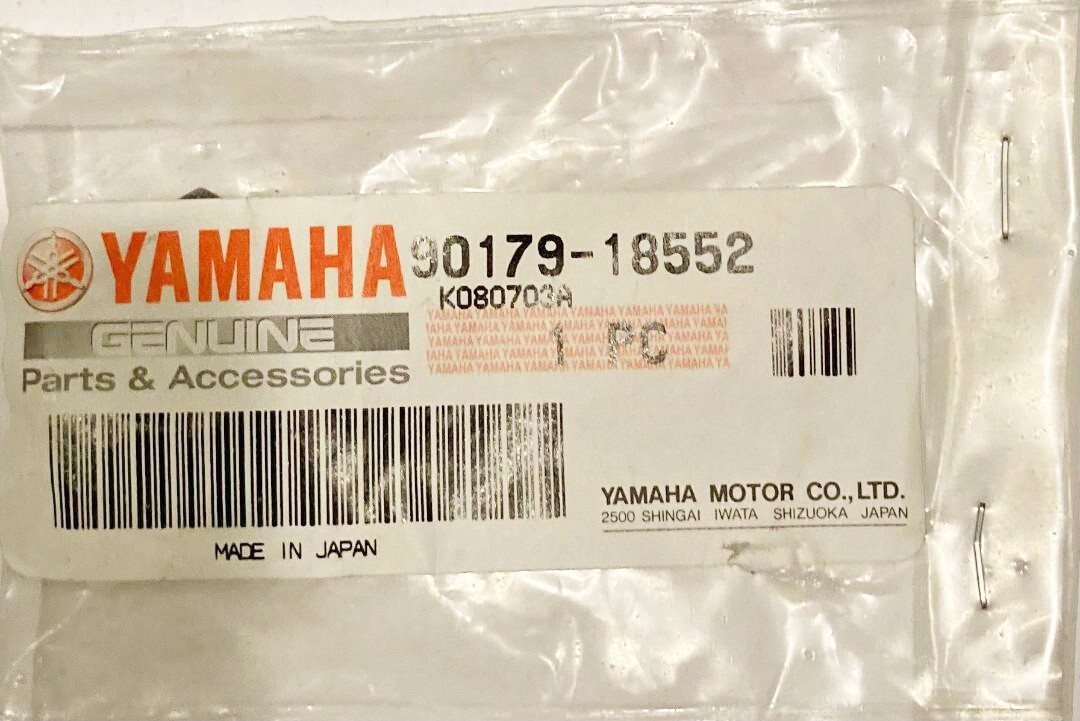 YAMAHA
90179-18552
K080703A
GENUINE
1 PC
Parts & Accessories
YAMAHA MOTOR CO.,LTD.
2500 SHINGAI IWATA SHIZUOKA JAPAN
MADE IN JAPAN